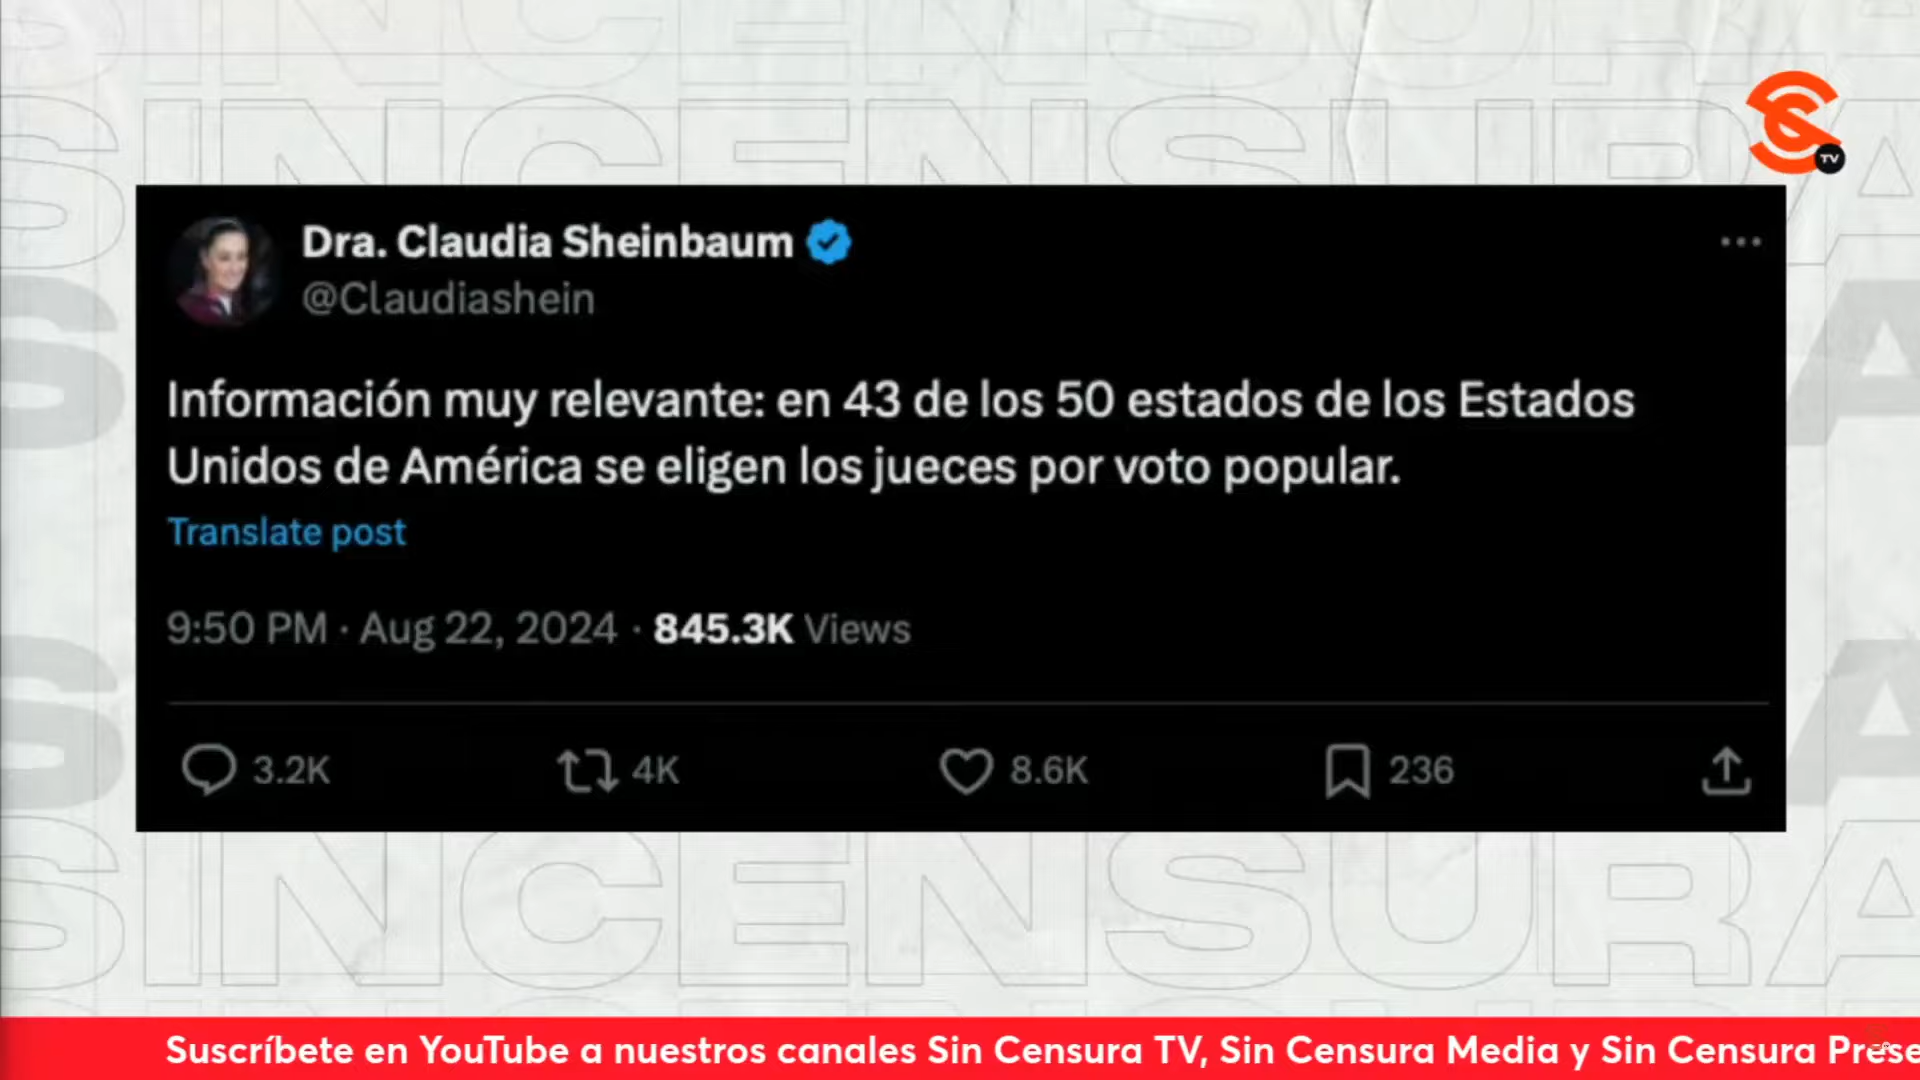 SINCENSURA
TV
Dra. Claudia Sheinbaum
@Claudiashein
Información muy relevante: en 43 de los 50 estados de los Estados
Unidos de América se eligen los jueces por voto popular.
Translate post
9:50 PM · Aug 22, 2024 · 845.3K Views
3.2K 4K 8.6K 236
SINCENSURA
Suscríbete en YouTube a nuestros canales Sin Censura TV, Sin Censura Media y Sin Censura Prese